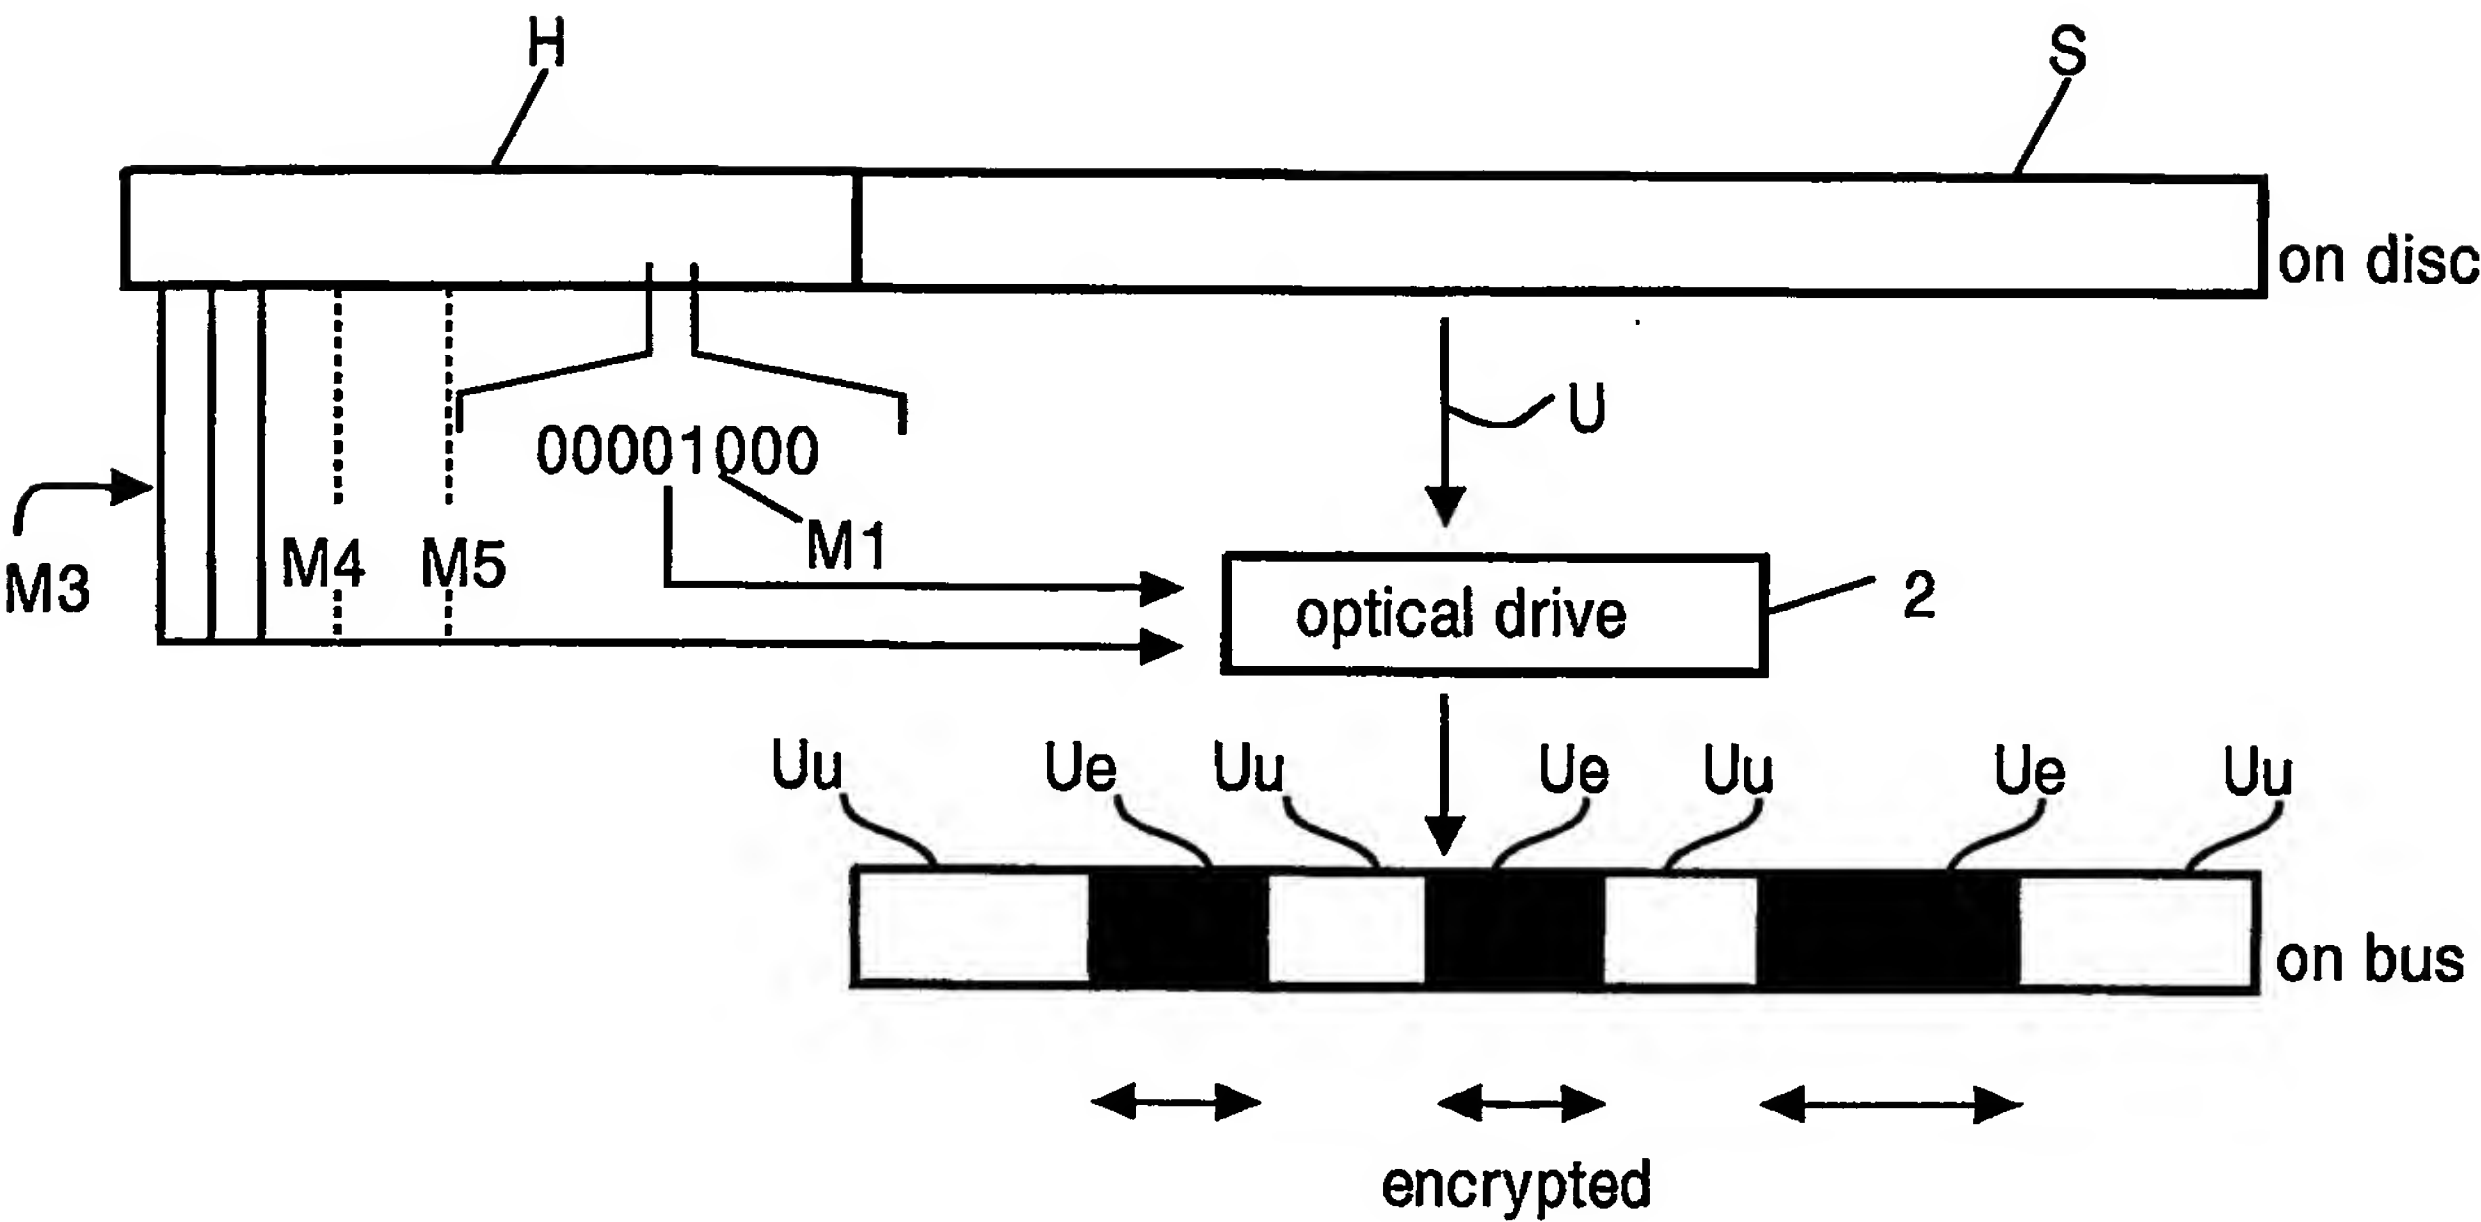 H
S
on disc
U
00001000
M1
M3
M4
M5
optical drive
2
Uu
Ue
Uu
Ue
Uu
Ue
Uu
on bus
encrypted